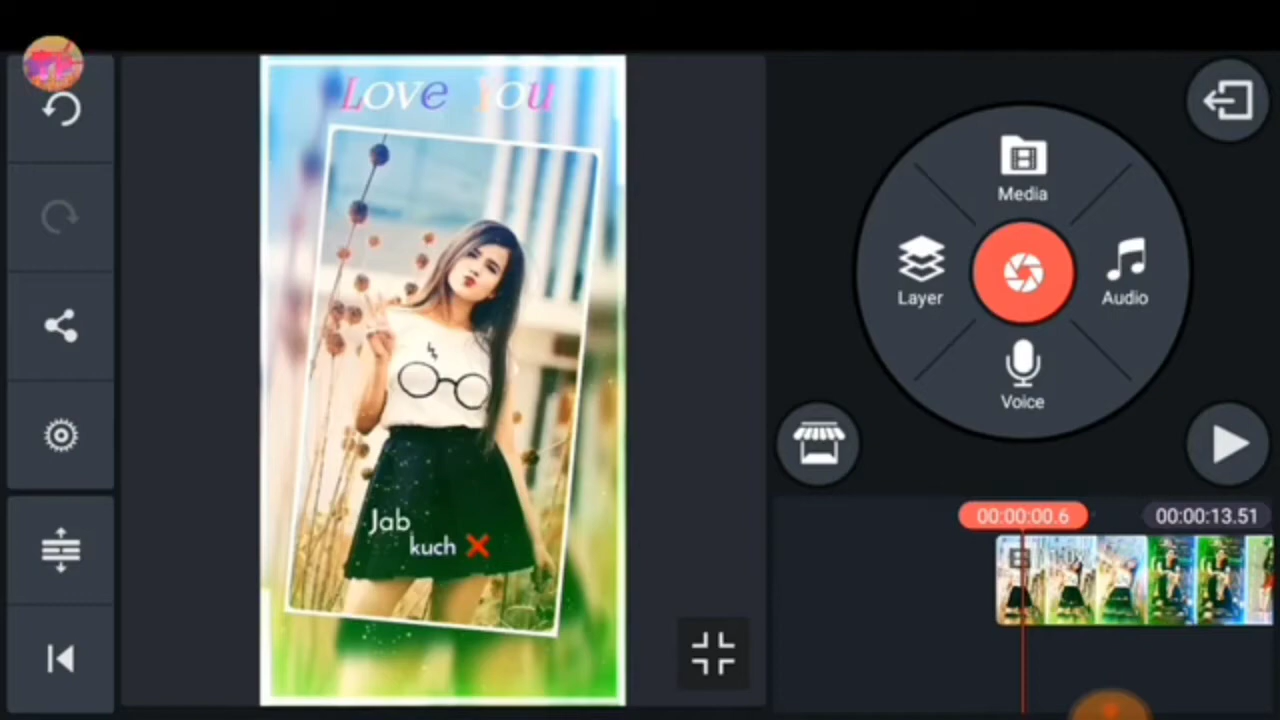 Love You
Media
Layer
Audio
Voice
Jab
kuch ❌
00:00:00.6
00:00:13.51